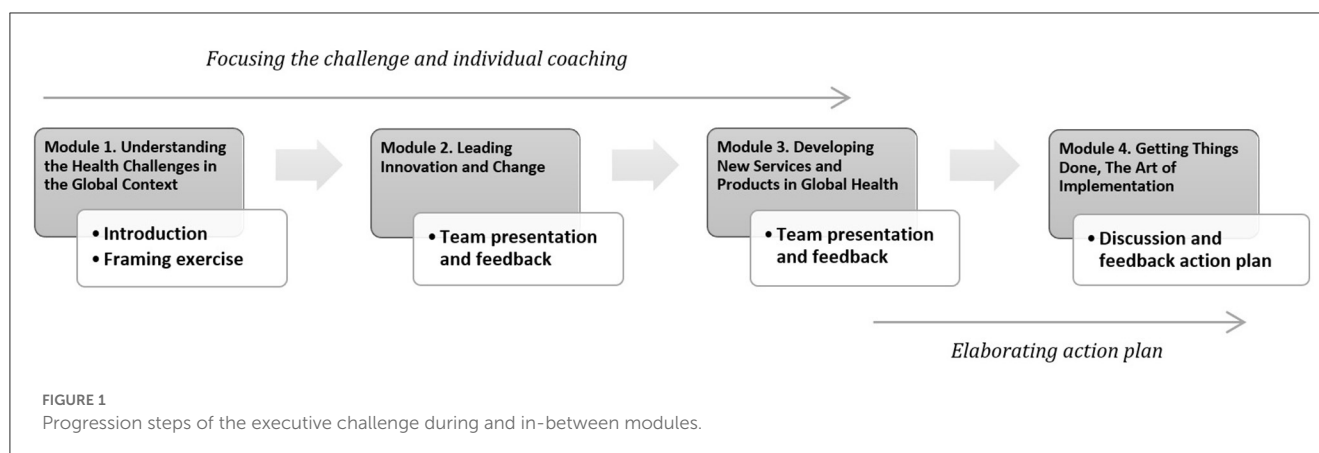 Focusing the challenge and individual coaching
Module 1. Understanding
the Health Challenges in
the Global Context
• Introduction
• Framing exercise
Module 2. Leading
Innovation and Change
• Team presentation
and feedback
Module 3. Developing
New Services and
Products in Global Health
• Team presentation
and feedback
Module 4. Getting Things
Done, The Art of
Implementation
• Discussion and
feedback action plan
Elaborating action plan
FIGURE 1
Progression steps of the executive challenge during and in-between modules.